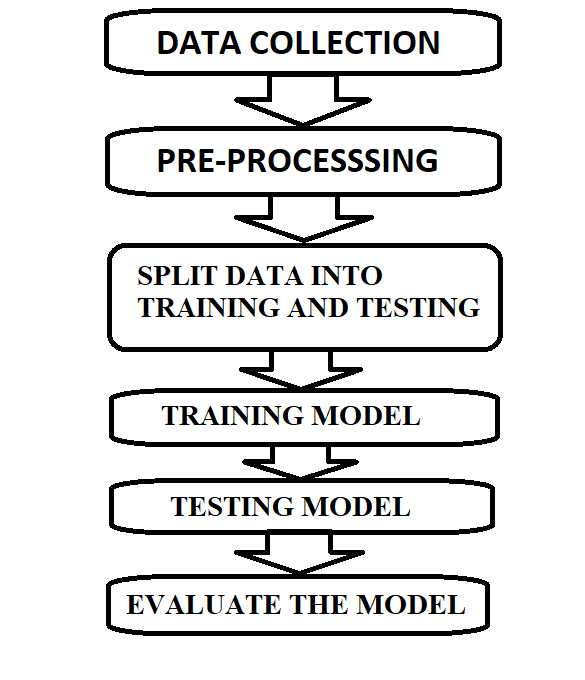 DATA COLLECTION
PRE-PROCESSSING
SPLIT DATA INTO
TRAINING AND TESTING
TRAINING MODEL
TESTING MODEL
EVALUATE THE MODEL